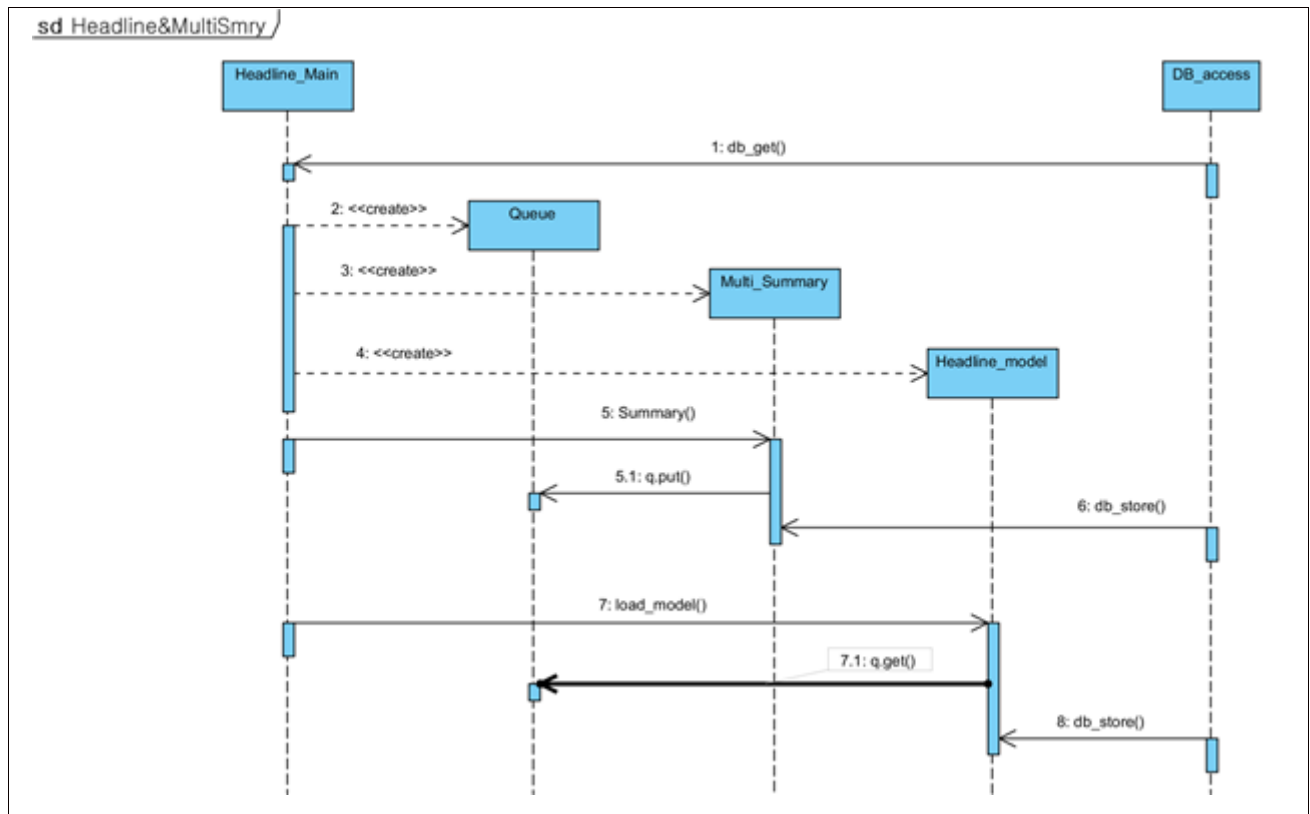 sd Headline&MultiSmry
Headline_Main
DB_access
1: db_get()
2: <<create>>
Queue
3: <<create>>
Multi_Summary
4: <<create>>
Headline_model
5: Summary()
5.1: q.put()
6: db_store()
7: load_model()
7.1: q.get()
8: db_store()